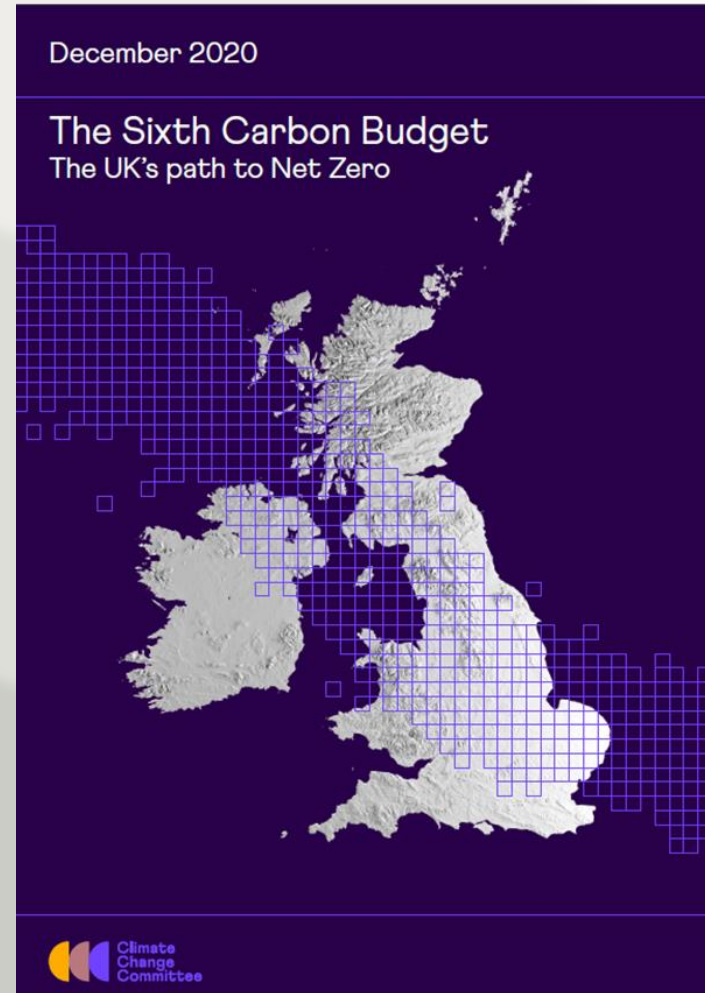 December 2020
The Sixth Carbon Budget
The UK's path to Net Zero
Climate
Change
Committee